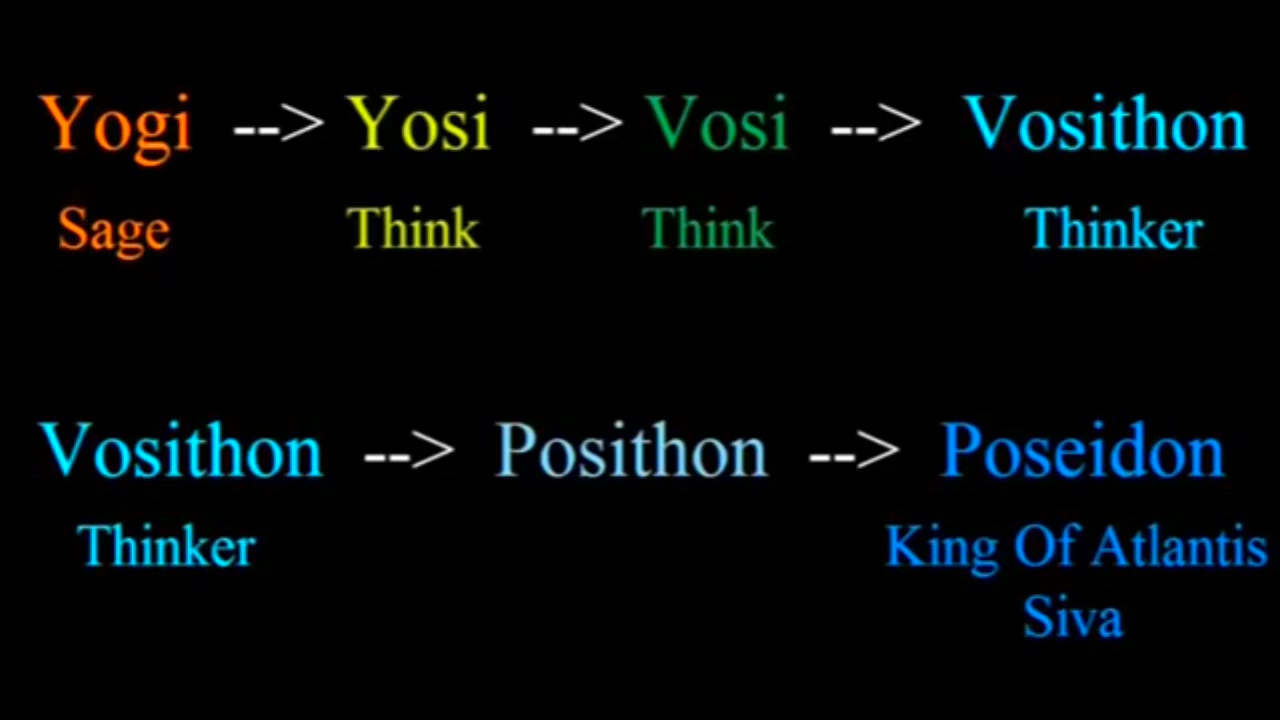 Yogi --> Yosi --> Vosi --> Vosithon
Sage Think Think Thinker
Vosithon --> Posithon --> Poseidon
Thinker King Of Atlantis
Siva